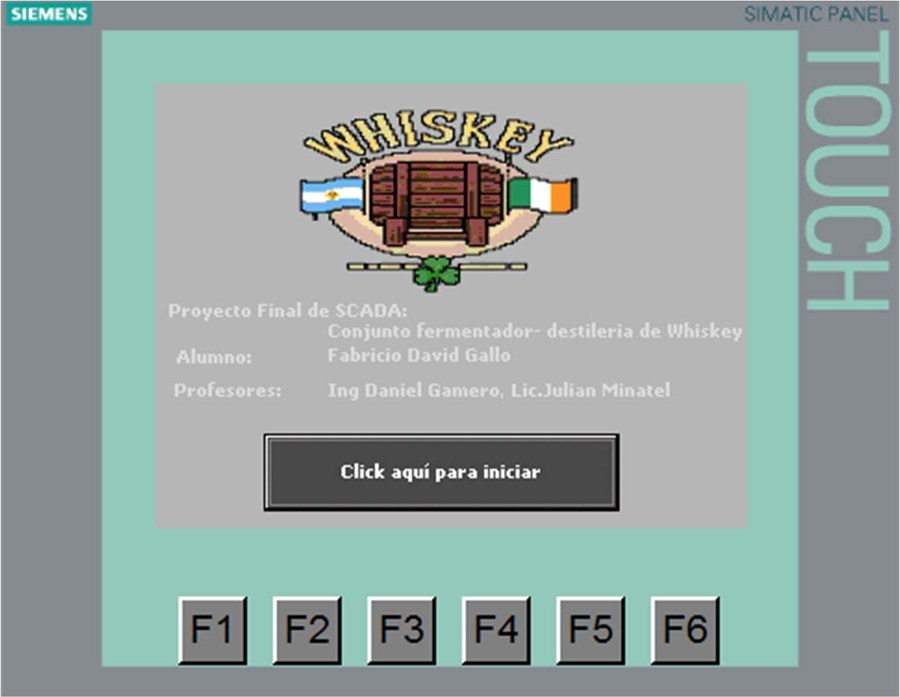 SIEMENS
SIMATIC PANEL
TOUCH
WHISKEY
Proyecto Final de SCADA:
Conjunto fermentador- destileria de Whiskey
Alumno: Fabricio David Gallo
Profesores: Ing Daniel Gamero, Lic.Julian Minatel
Click aquí para iniciar
F1 F2 F3 F4 F5 F6